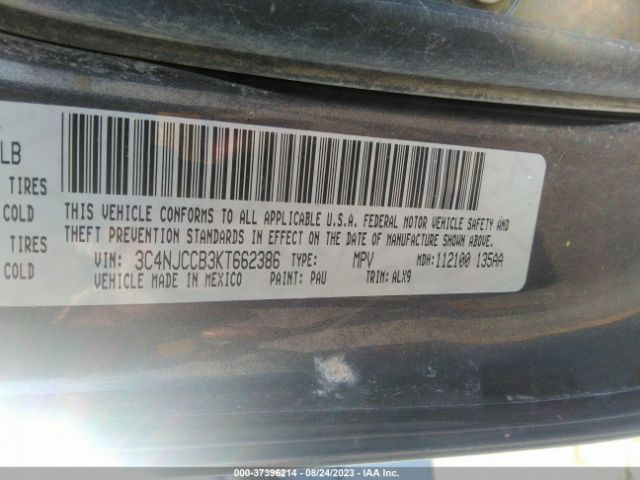 LB
TIRES
COLD
TIRES
COLD
THIS VEHICLE CONFORMS TO ALL APPLICABLE U.S.A. FEDERAL MOTOR VEHICLE SAFETY AND
THEFT PREVENTION STANDARDS IN EFFECT ON THE DATE OF MANUFACTURE SHOWN ABOVE.
VIN: 3C4NJCCB3KT662386 TYPE: MPV MDH: 112100 135AA
VEHICLE MADE IN MEXICO PAINT: PAU TRIM: ALX9
000-37396214 - 08/24/2023 - IAA Inc.